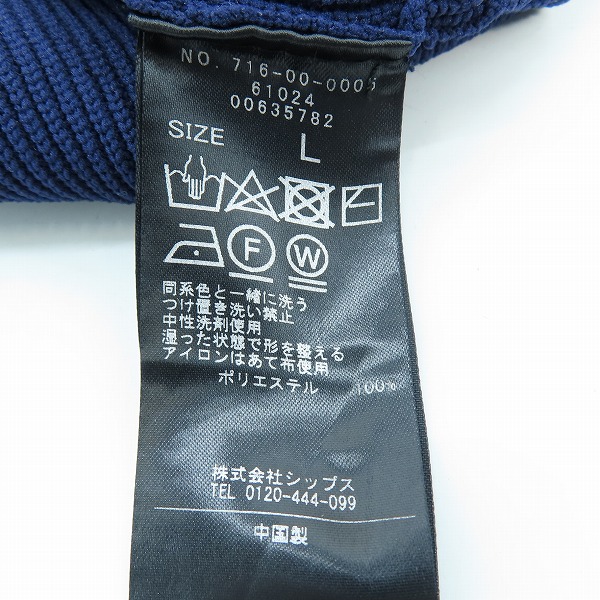 NO. 716-00-0005
61024
00635782
SIZE L
F W
同系色と一緒に洗う
つけ置き洗い禁止
中性洗剤使用
湿った状態で形を整える
アイロンはあて布使用
ポリエステル 100%
株式会社シップス
TEL 0120-444-099
中国製